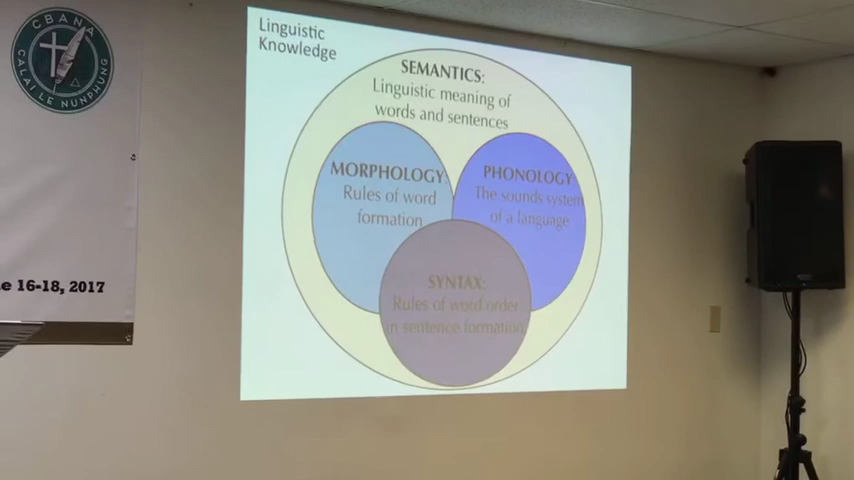 CBANA
CALAI LE NUNPHUNG
e 16-18, 2017
Linguistic
Knowledge
SEMANTICS:
Linguistic meaning of
words and sentences
MORPHOLOGY:
Rules of word
formation
PHONOLOGY
The sounds system
of a language
SYNTAX:
Rules of word order
in sentence formation